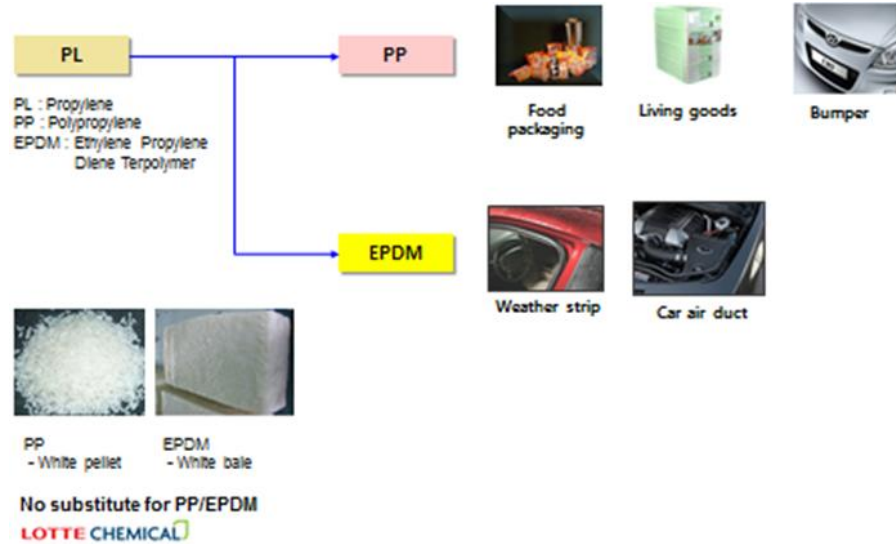 PL
PP
PL : Propylene
PP : Polypropylene
EPDM : Ethylene Propylene
Diene Terpolymer
Food
packaging
Living goods
Bumper
EPDM
Weather strip
Car air duct
PP
- White pellet
EPDM
- White bale
No substitute for PP/EPDM
LOTTE CHEMICAL